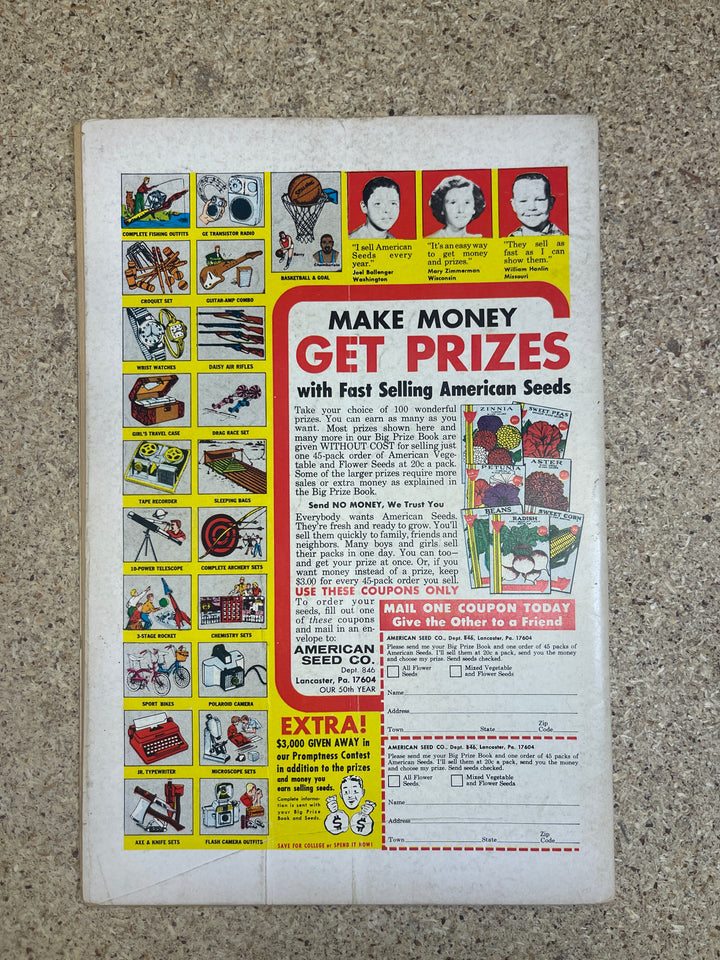 COMPLETE FISHING OUTFITS
GE TRANSISTOR RADIO
SPALDING
Barry
BASKETBALL & GOAL
CROQUET SET
GUITAR-AMP COMBO
WRIST WATCHES
DAISY AIR RIFLES
GIRL'S TRAVEL CASE
DRAG RACE SET
TAPE RECORDER
SLEEPING BAGS
10-POWER TELESCOPE
COMPLETE ARCHERY SETS
3-STAGE ROCKET
CHEMISTRY SETS
SPORT BIKES
POLAROID CAMERA
JR. TYPEWRITER
MICROSCOPE SETS
AXE & KNIFE SETS
FLASH CAMERA OUTFITS
"I sell American
Seeds every
year."
Joel Ballenger
Washington
"It's an easy way
to get money
and prizes."
Mary Zimmerman
Wisconsin
"They sell as
fast as I can
show them."
William Hanlin
Missouri
MAKE MONEY
GET PRIZES
with Fast Selling American Seeds
Take your choice of 100 wonderful
prizes. You can earn as many as you
want. Most prizes shown here and
many more in our Big Prize Book are
given WITHOUT COST for selling just
one 45-pack order of American Vege-
table and Flower Seeds at 20c a pack.
Some of the larger prizes require more
sales or extra money as explained in
the Big Prize Book.
Send NO MONEY, We Trust You
Everybody wants American Seeds.
They're fresh and ready to grow. You'll
sell them quickly to family, friends and
neighbors. Many boys and girls sell
their packs in one day. You can too—
and get your prize at once. Or, if you
want money instead of a prize, keep
$3.00 for every 45-pack order you sell.
USE THESE COUPONS ONLY
To order your
seeds, fill out one
of these coupons
and mail in an en-
velope to:
AMERICAN
SEED CO.
Dept. 846
Lancaster, Pa. 17604
OUR 50th YEAR
ZINNIA
SWEET PEAS
PETUNIA
ASTER
BEANS
RADISH
SWEET CORN
EXTRA!
$3,000 GIVEN AWAY in
our Promptness Contest
in addition to the prizes
and money you
earn selling seeds.
Complete informa-
tion is sent with
your Big Prize
Book and Seeds.
$ $
SAVE FOR COLLEGE or SPEND IT NOW!
MAIL ONE COUPON TODAY
Give the Other to a Friend
AMERICAN SEED CO., Dept. 846, Lancaster, Pa. 17604
Please send me your Big Prize Book and one order of 45 packs of
American Seeds. I'll sell them at 20c a pack, send you the money
and choose my prize. Send seeds checked.
All Flower
Seeds
Mixed Vegetable
and Flower Seeds
Name
Address
Town State Zip Code
AMERICAN SEED CO., Dept. 846, Lancaster, Pa. 17604
Please send me your Big Prize Book and one order of 45 packs of
American Seeds. I'll sell them at 20c a pack, send you the money
and choose my prize. Send seeds checked.
All Flower
Seeds
Mixed Vegetable
and Flower Seeds
Name
Address
Town State Zip Code